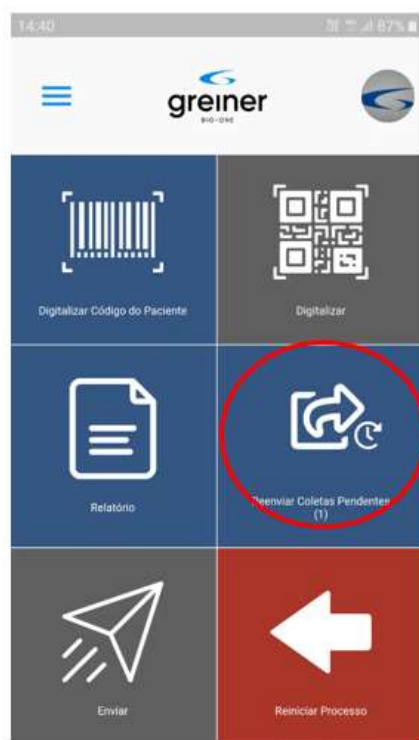 14:40
87%
greiner
BIO-ONE
Digitalizar Código do Paciente
Digitalizar
Relatório
Reenviar Coletas Pendentes
(1)
Enviar
Reiniciar Processo